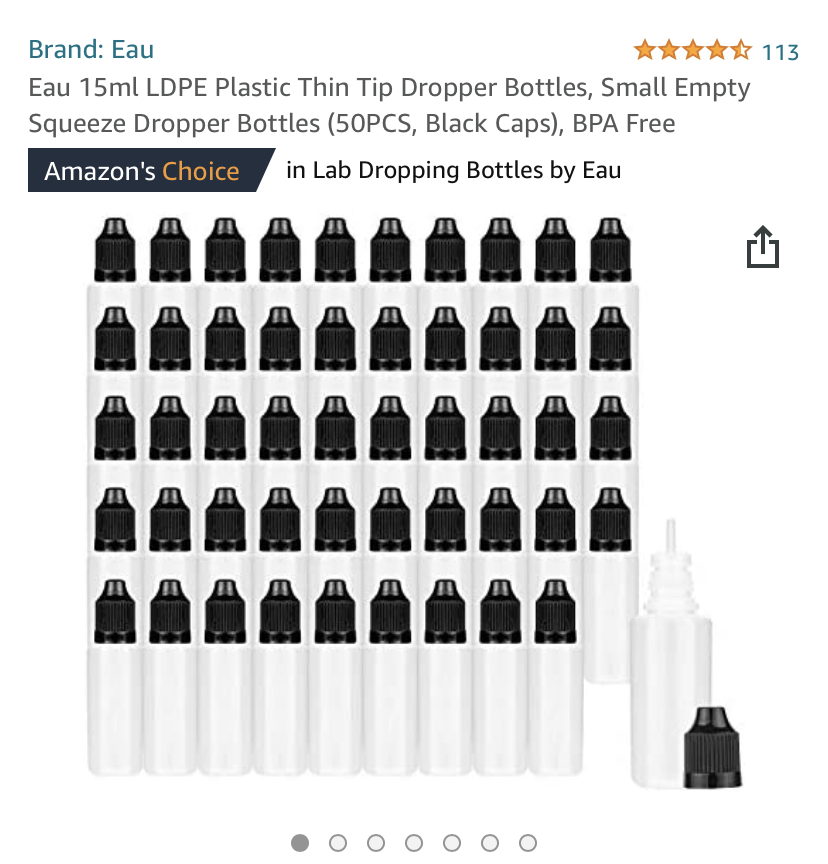 Brand: Eau
113
Eau 15ml LDPE Plastic Thin Tip Dropper Bottles, Small Empty
Squeeze Dropper Bottles (50PCS, Black Caps), BPA Free
Amazon's Choice in Lab Dropping Bottles by Eau